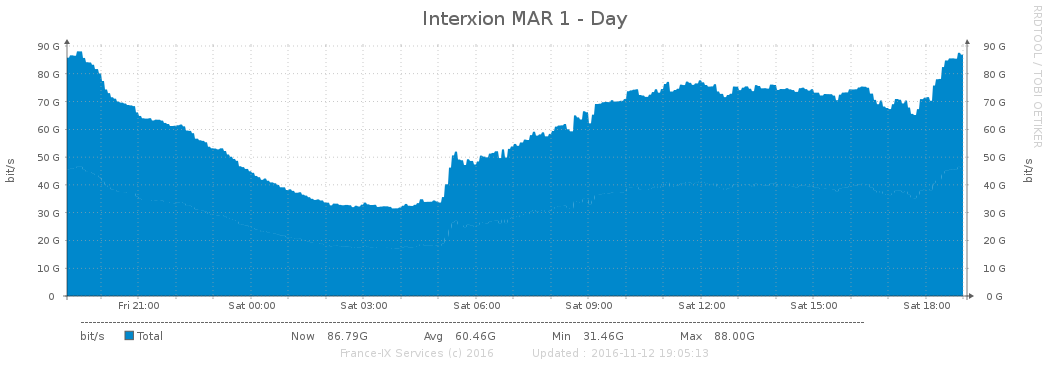 Interxion MAR 1 - Day
RRDTOOL / TOBI OETIKER
90 G 90 G
80 G 80 G
70 G 70 G
60 G 60 G
50 G 50 G
40 G 40 G
30 G 30 G
20 G 20 G
10 G 10 G
0 0 G
bit/s bit/s
Fri 21:00 Sat 00:00 Sat 03:00 Sat 06:00 Sat 09:00 Sat 12:00 Sat 15:00 Sat 18:00
bit/s Total Now 86.79G Avg 60.46G Min 31.46G Max 88.00G
France-IX Services (c) 2016 Updated : 2016-11-12 19:05:13